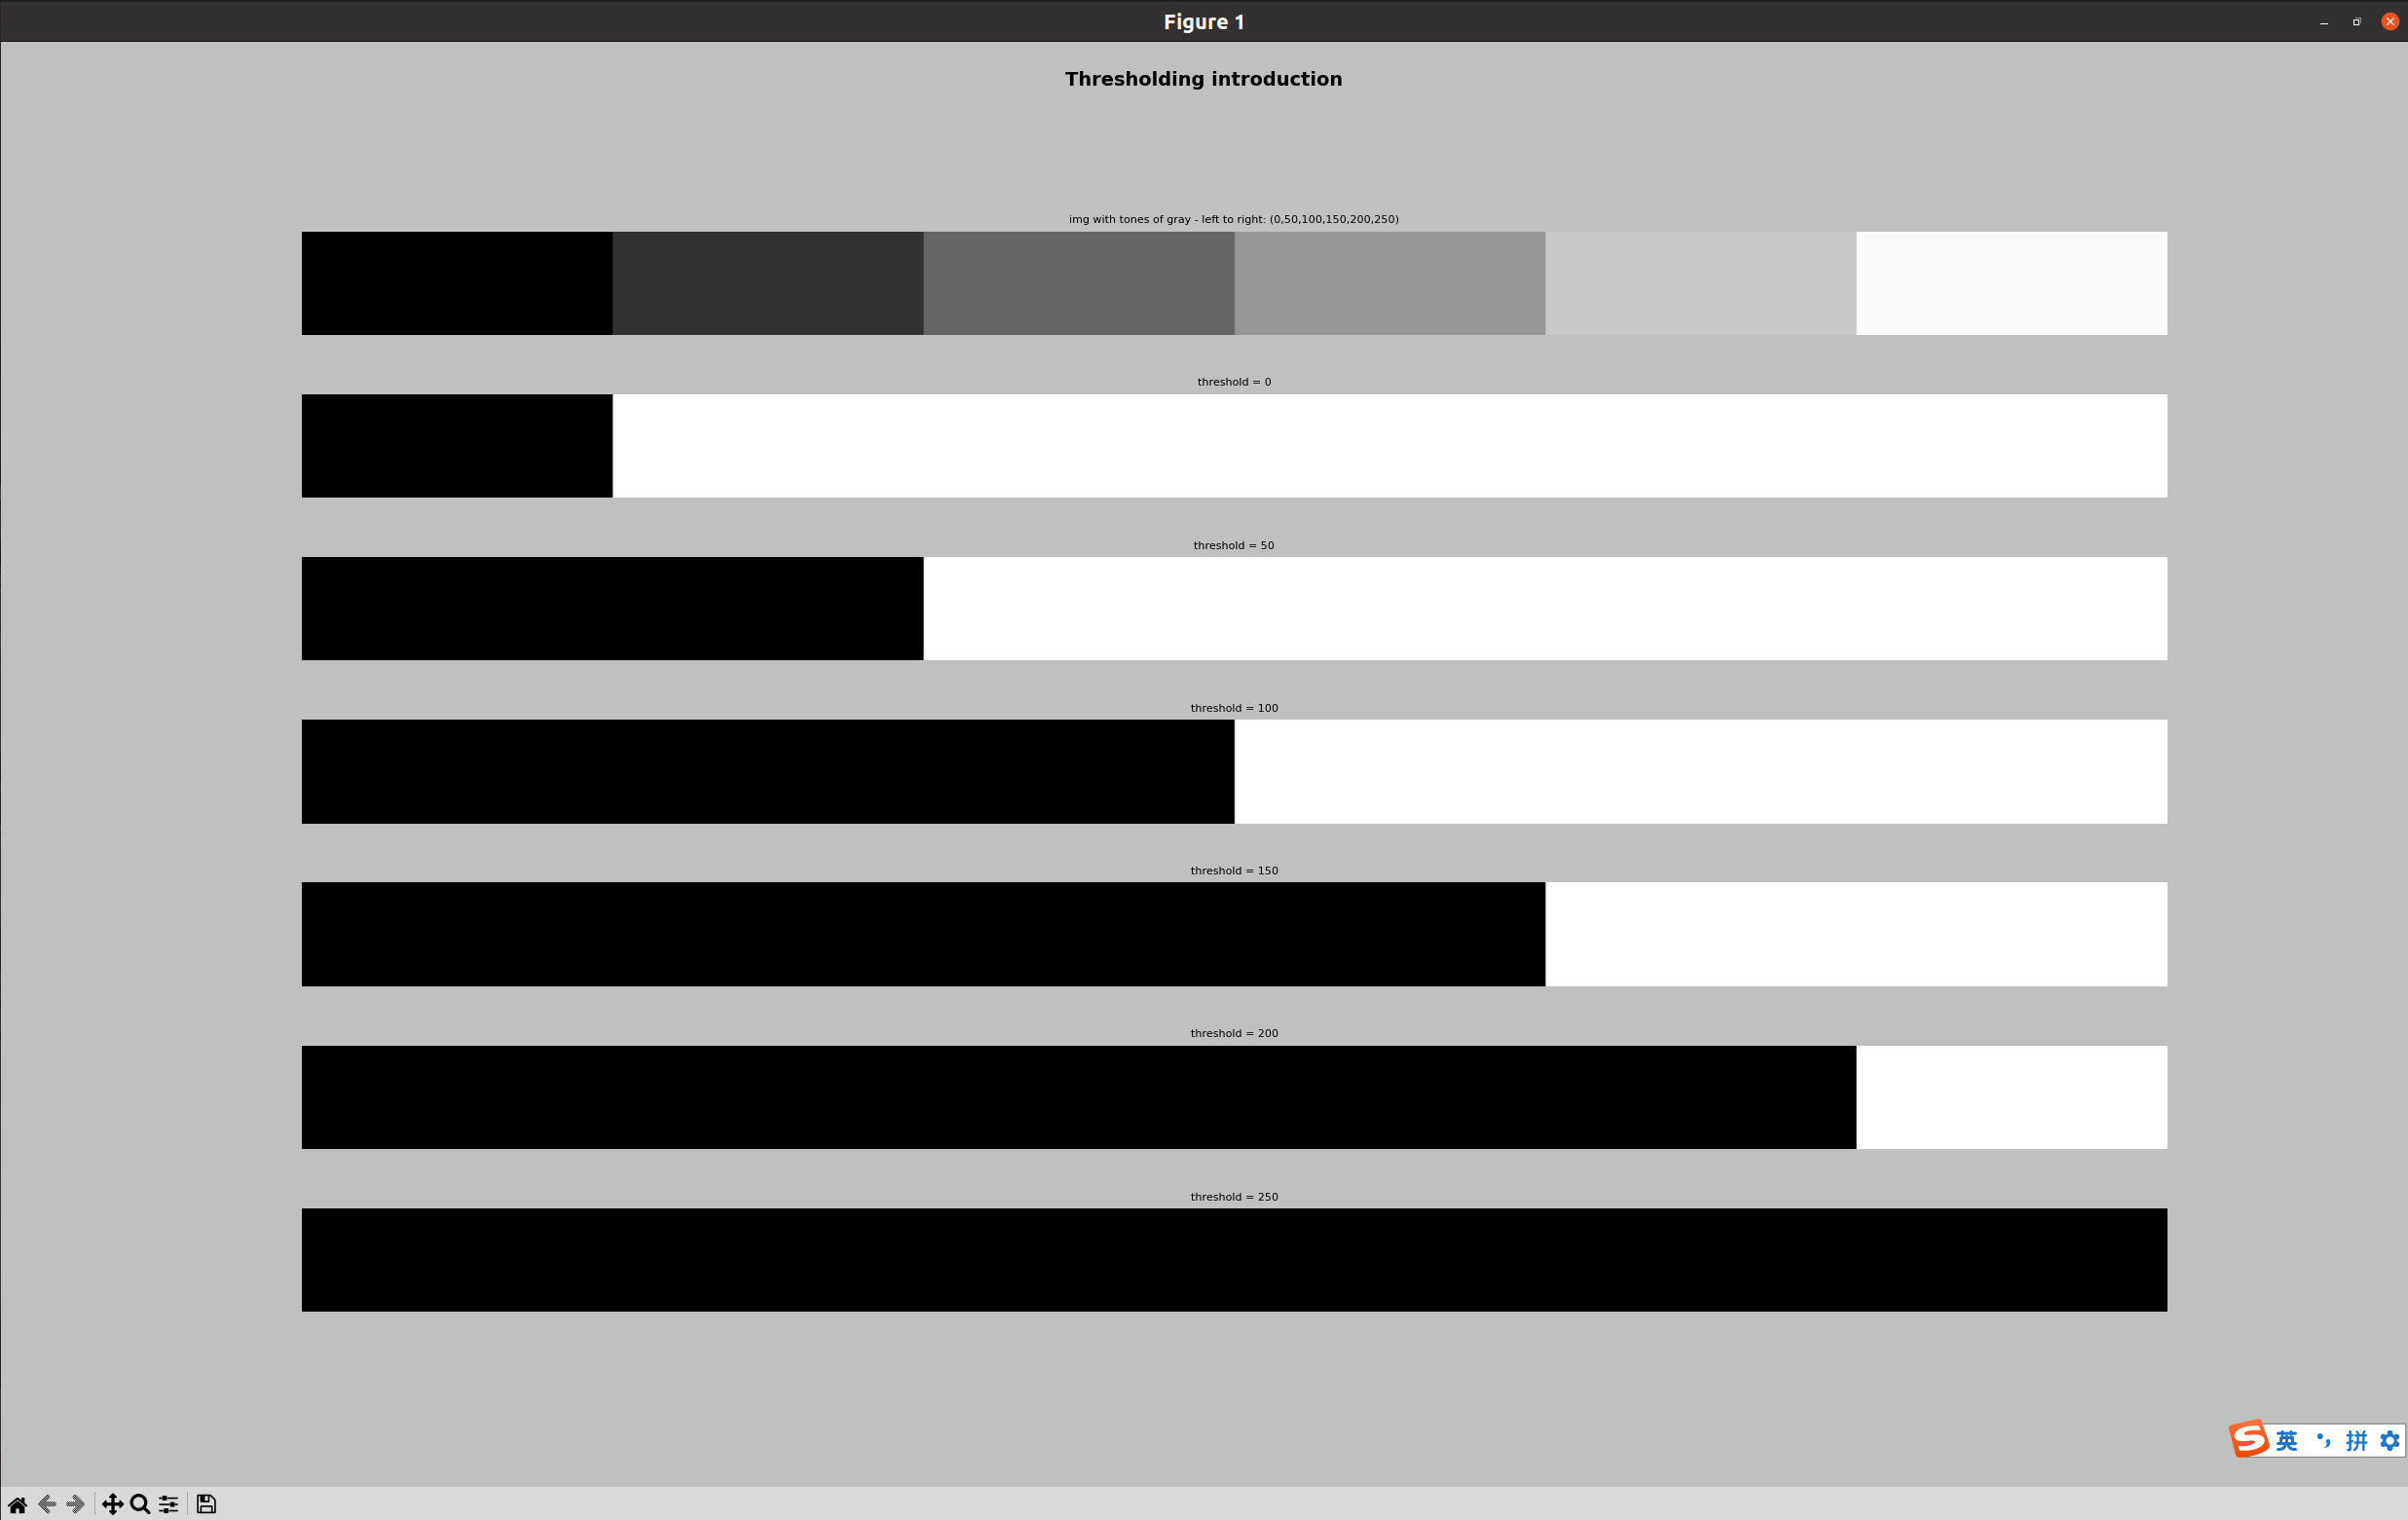 Figure 1
Thresholding introduction
img with tones of gray - left to right: (0,50,100,150,200,250)
threshold = 0
threshold = 50
threshold = 100
threshold = 150
threshold = 200
threshold = 250
S 英 •, 拼